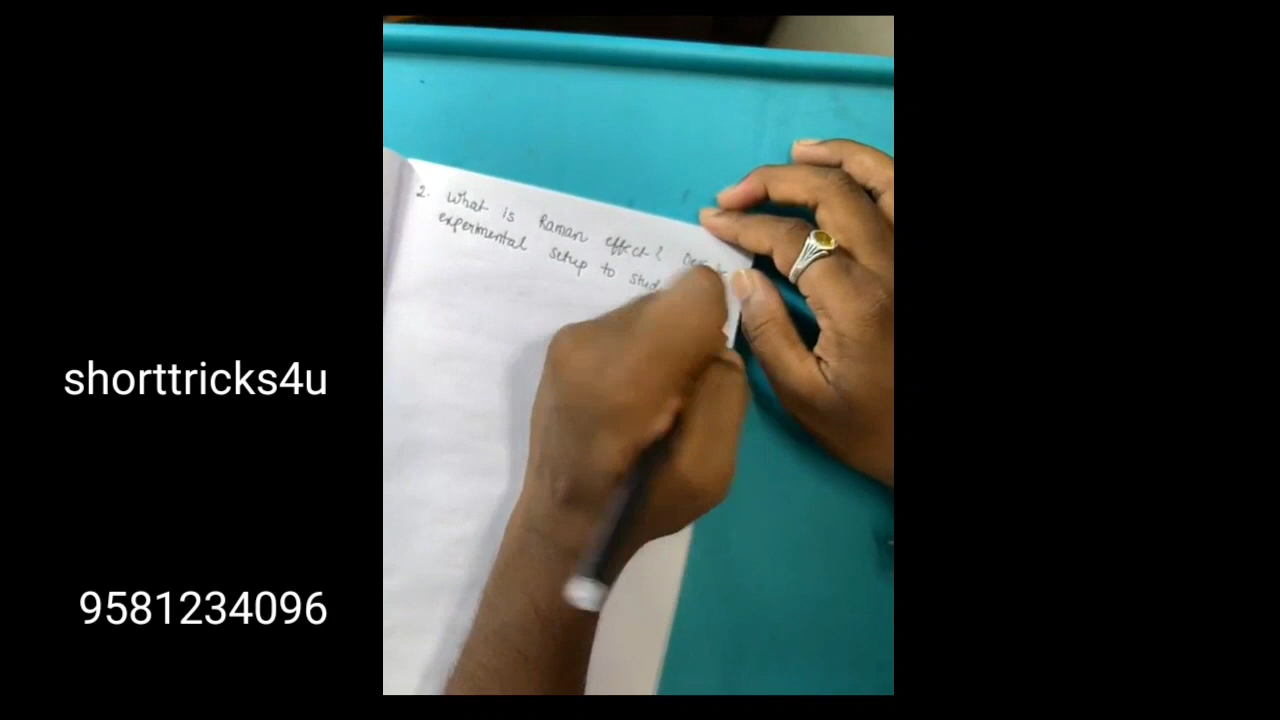 2. What is Raman effect?
experimental setup to
shorttricks4u
9581234096